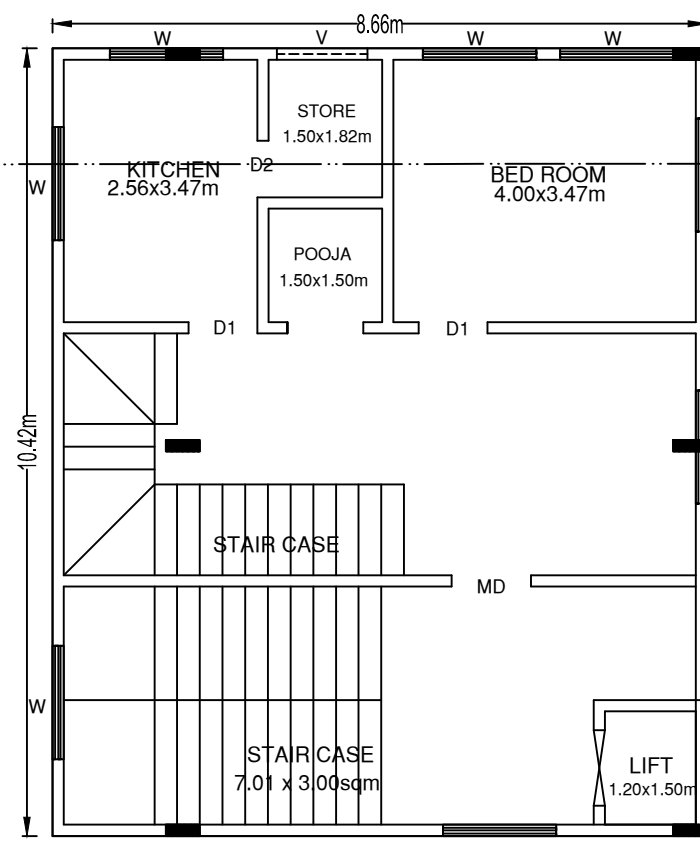 8.66m
W
V
W
W
STORE
1.50x1.82m
KITCHEN
2.56x3.47m
D2
BED ROOM
4.00x3.47m
W
POOJA
1.50x1.50m
D1
D1
10.42m
STAIR CASE
MD
W
STAIR CASE
7.01 x 3.00sqm
LIFT
1.20x1.50m